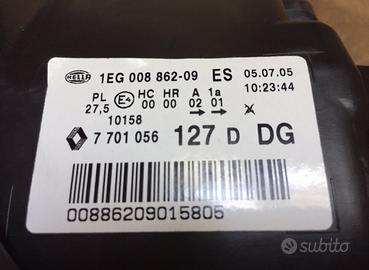 HELLA 1EG 008 862-09 ES 05.07.05
PL E4 HC HR A 1a 10:23:44
27,5 00 00 02 01
10158
7 701 056 127 D DG
00886209015805
subito